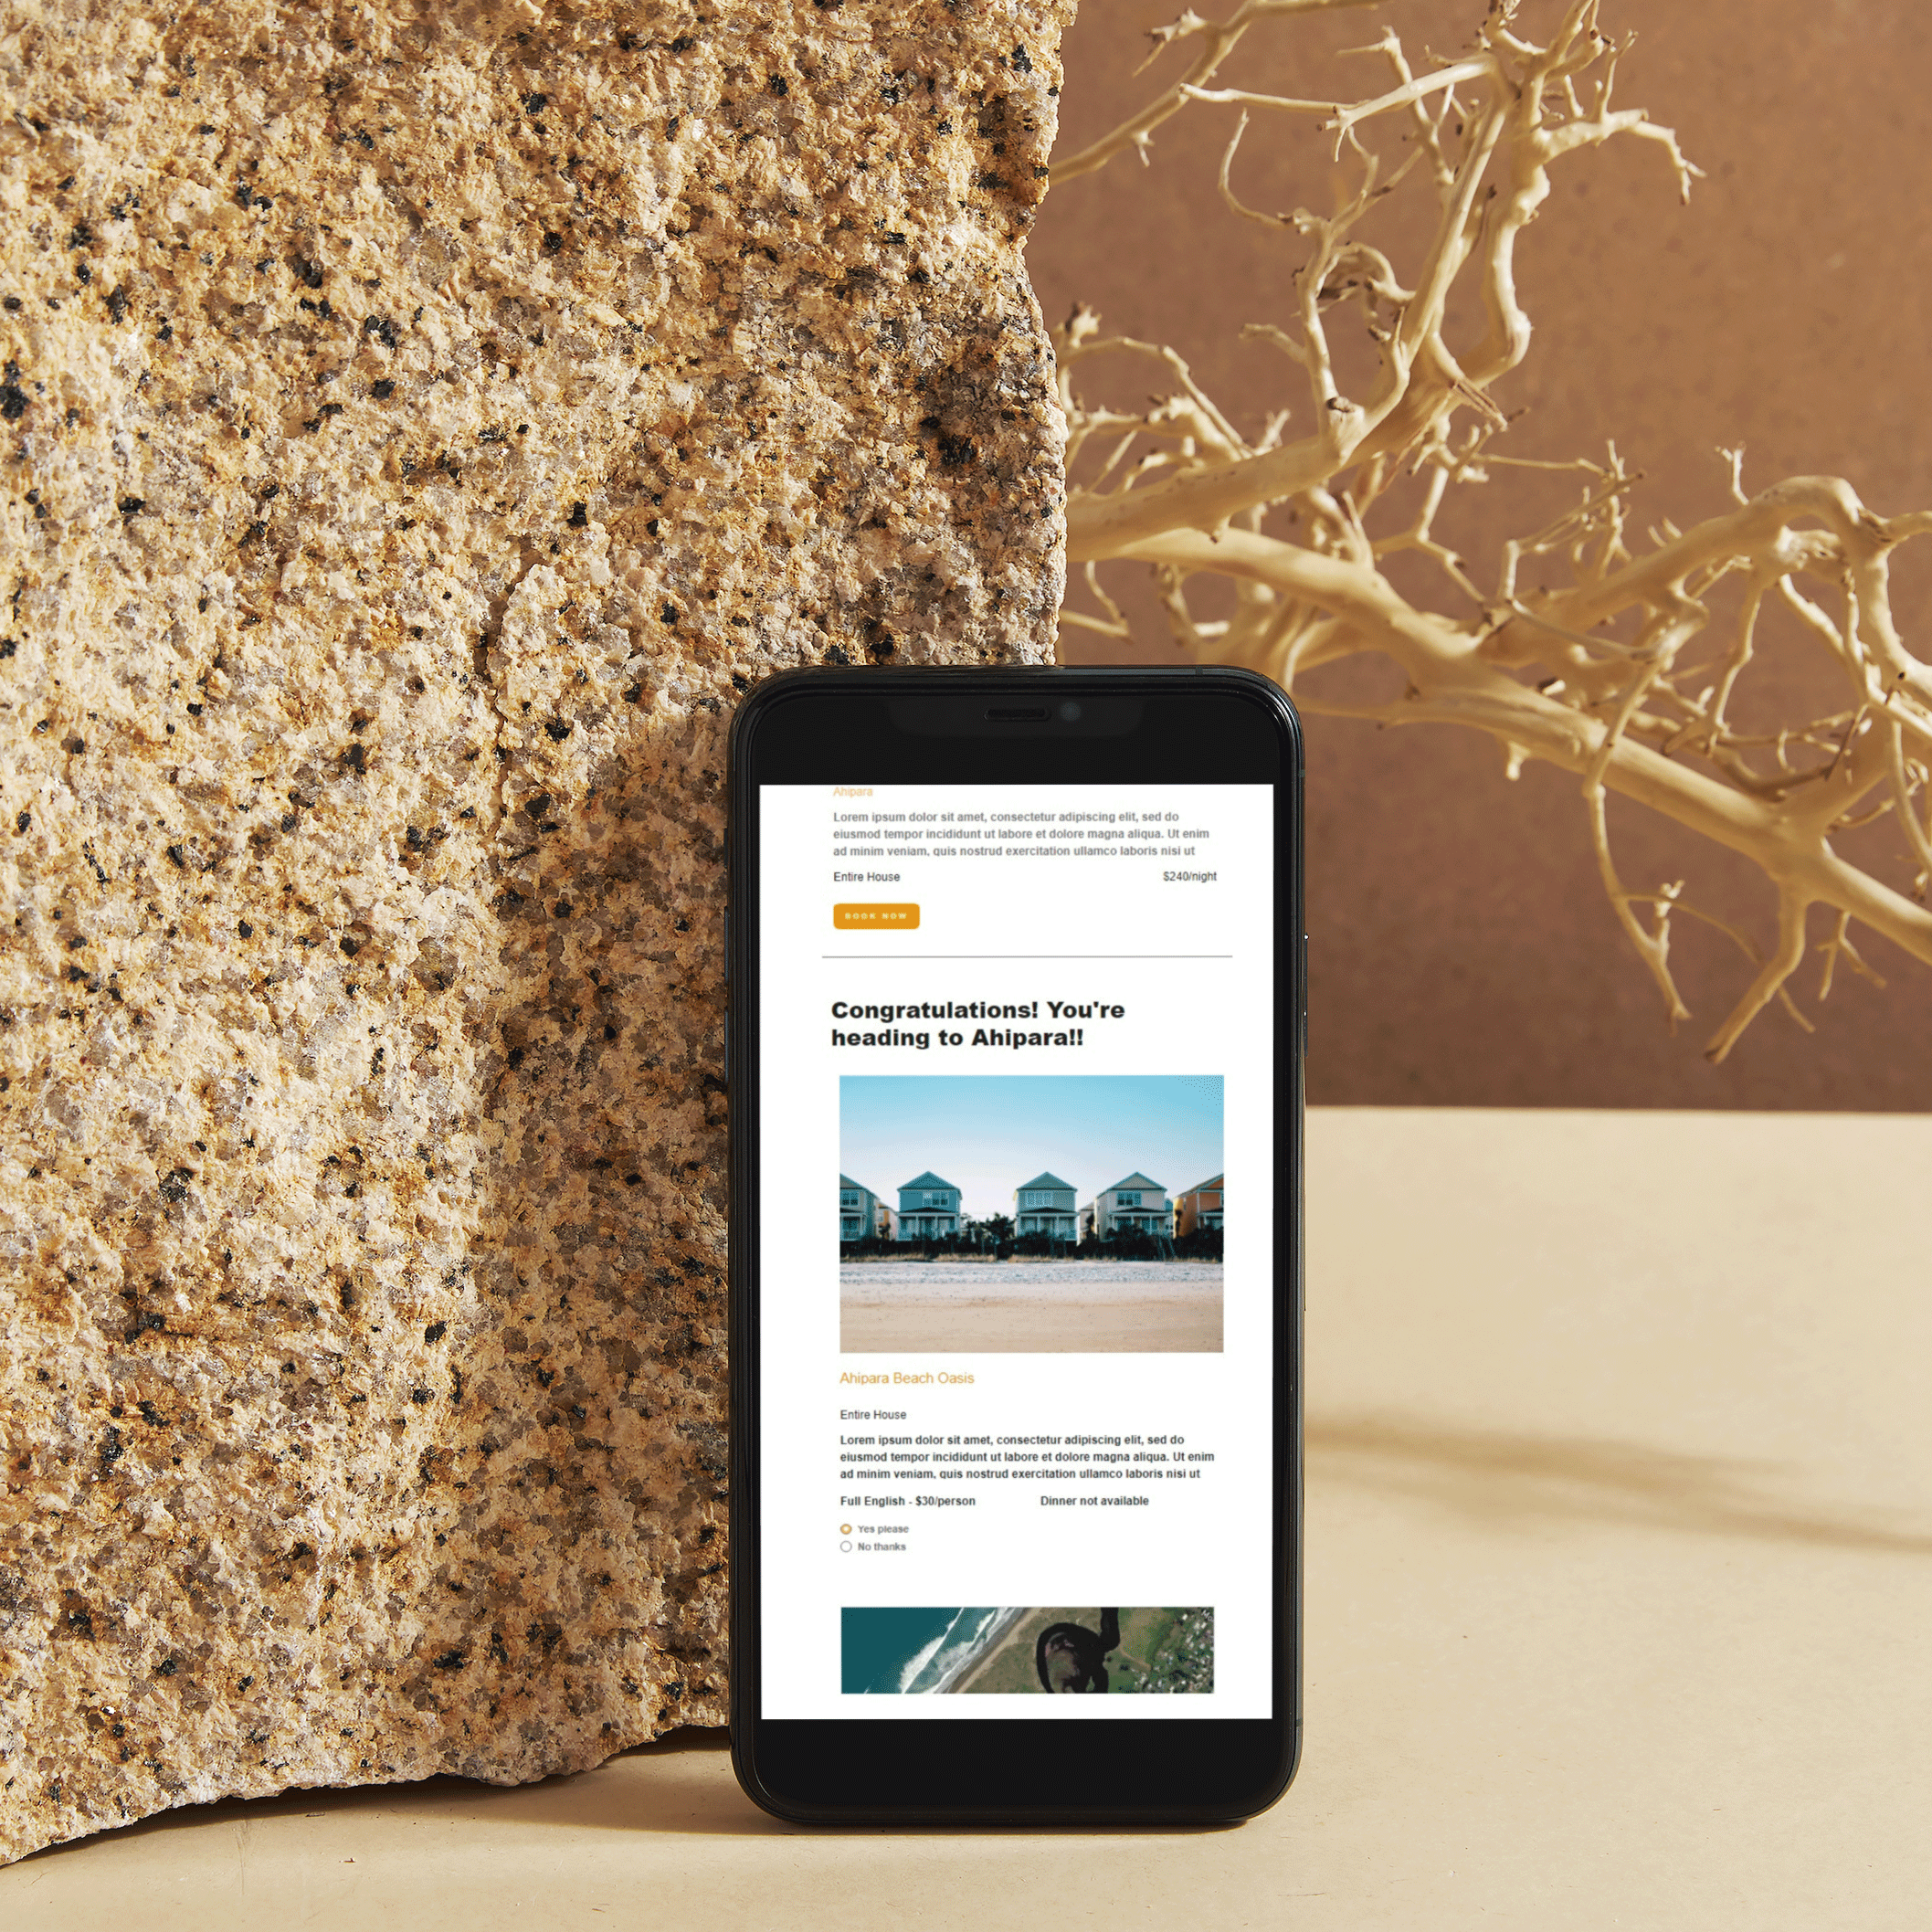 Ahipara
Lorem ipsum dolor sit amet, consectetur adipiscing elit, sed do
eiusmod tempor incididunt ut labore et dolore magna aliqua. Ut enim
ad minim veniam, quis nostrud exercitation ullamco laboris nisi ut
Entire House
$240/night
BOOK NOW
Congratulations! You're
heading to Ahipara!!
Ahipara Beach Oasis
Entire House
Lorem ipsum dolor sit amet, consectetur adipiscing elit, sed do
eiusmod tempor incididunt ut labore et dolore magna aliqua. Ut enim
ad minim veniam, quis nostrud exercitation ullamco laboris nisi ut
Full English - $30/person
Dinner not available
Yes please
No thanks